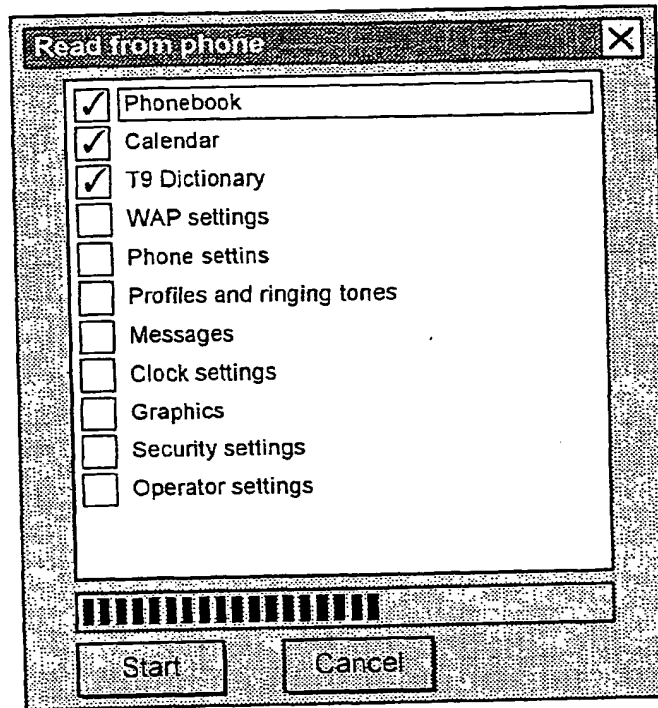 Read from phone
Phonebook
Calendar
T9 Dictionary
WAP settings
Phone settins
Profiles and ringing tones
Messages
Clock settings
Graphics
Security settings
Operator settings
Start
Cancel